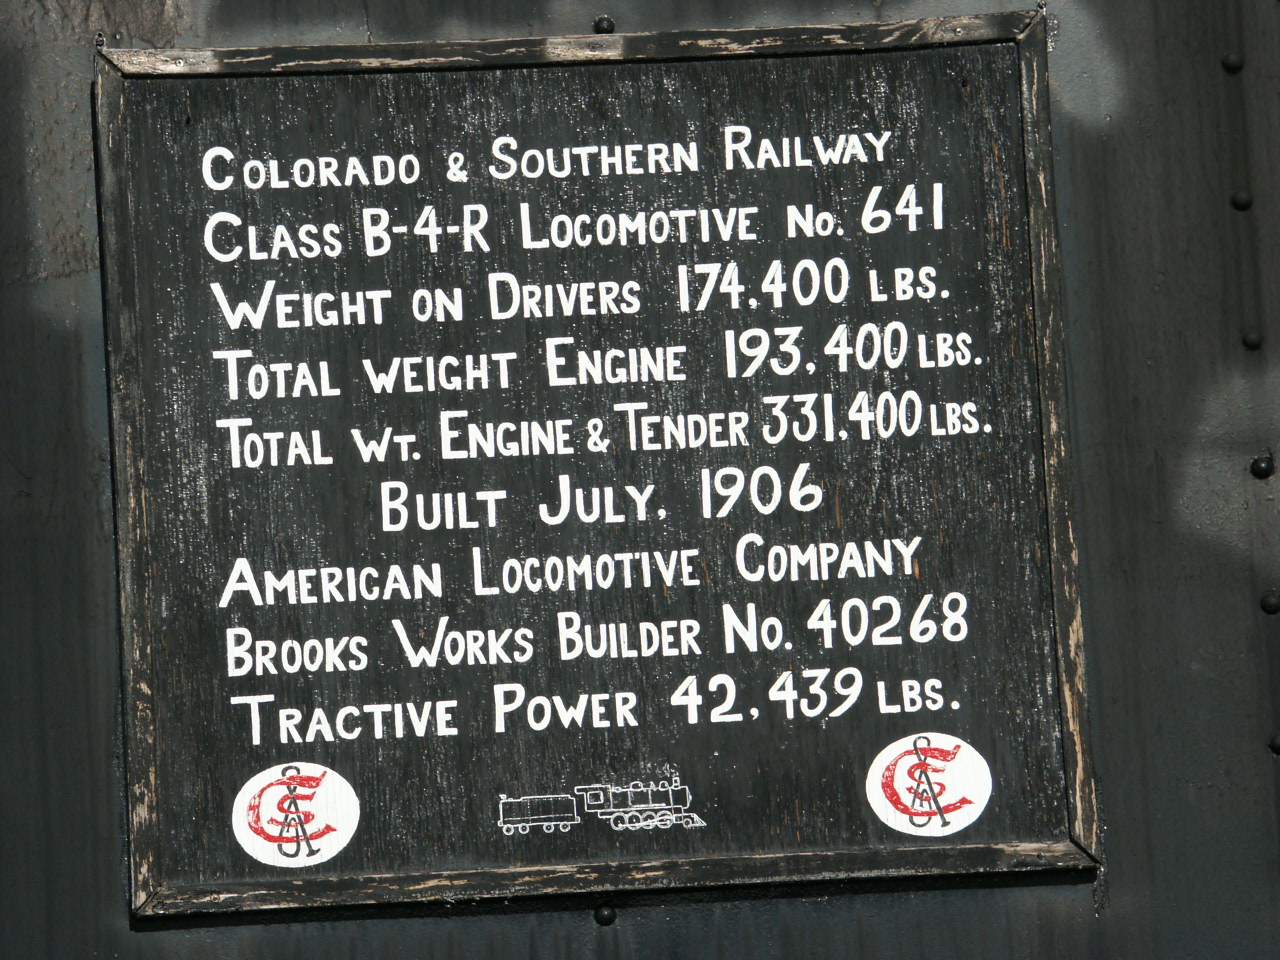 COLORADO & SOUTHERN RAILWAY
CLASS B-4-R LOCOMOTIVE NO. 641
WEIGHT ON DRIVERS 174,400 LBS.
TOTAL WEIGHT ENGINE 193,400 LBS.
TOTAL WT. ENGINE & TENDER 331,400 LBS.
BUILT JULY, 1906
AMERICAN LOCOMOTIVE COMPANY
BROOKS WORKS BUILDER NO. 40268
TRACTIVE POWER 42,439 LBS.
C&S C&S